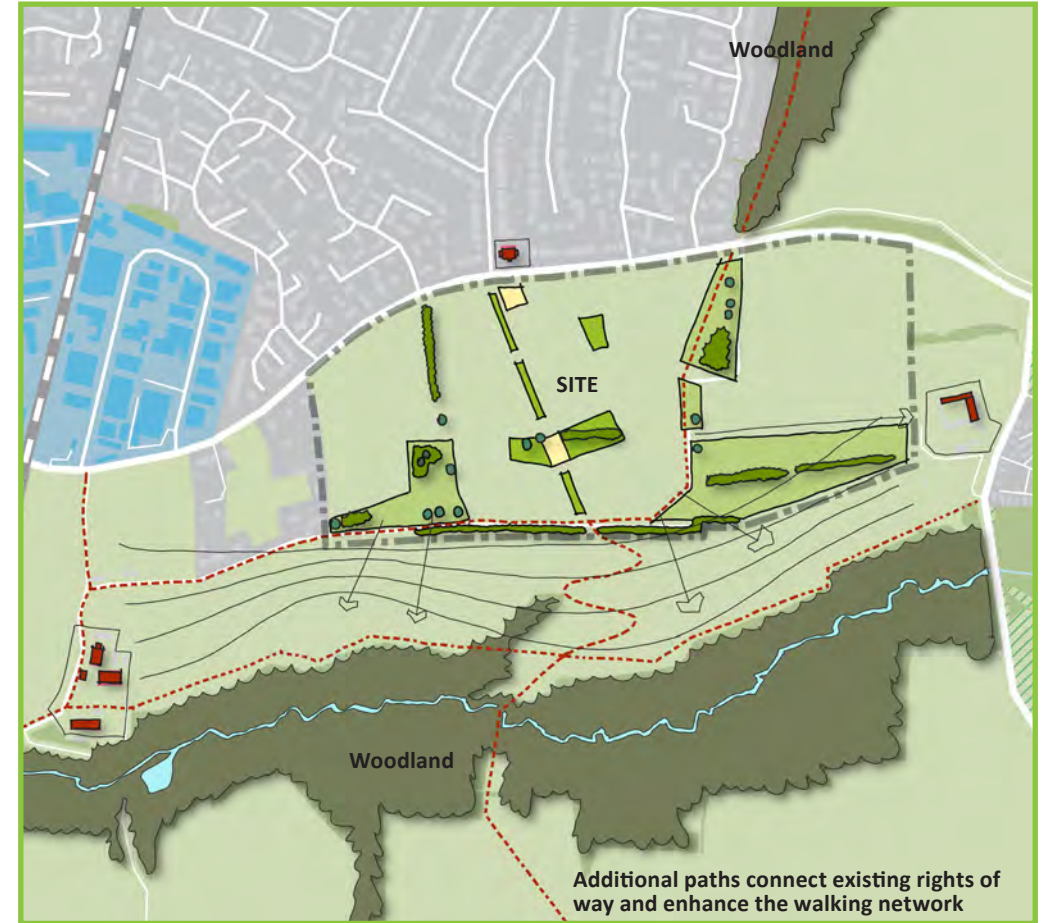 Woodland
SITE
Woodland
Additional paths connect existing rights of
way and enhance the walking network